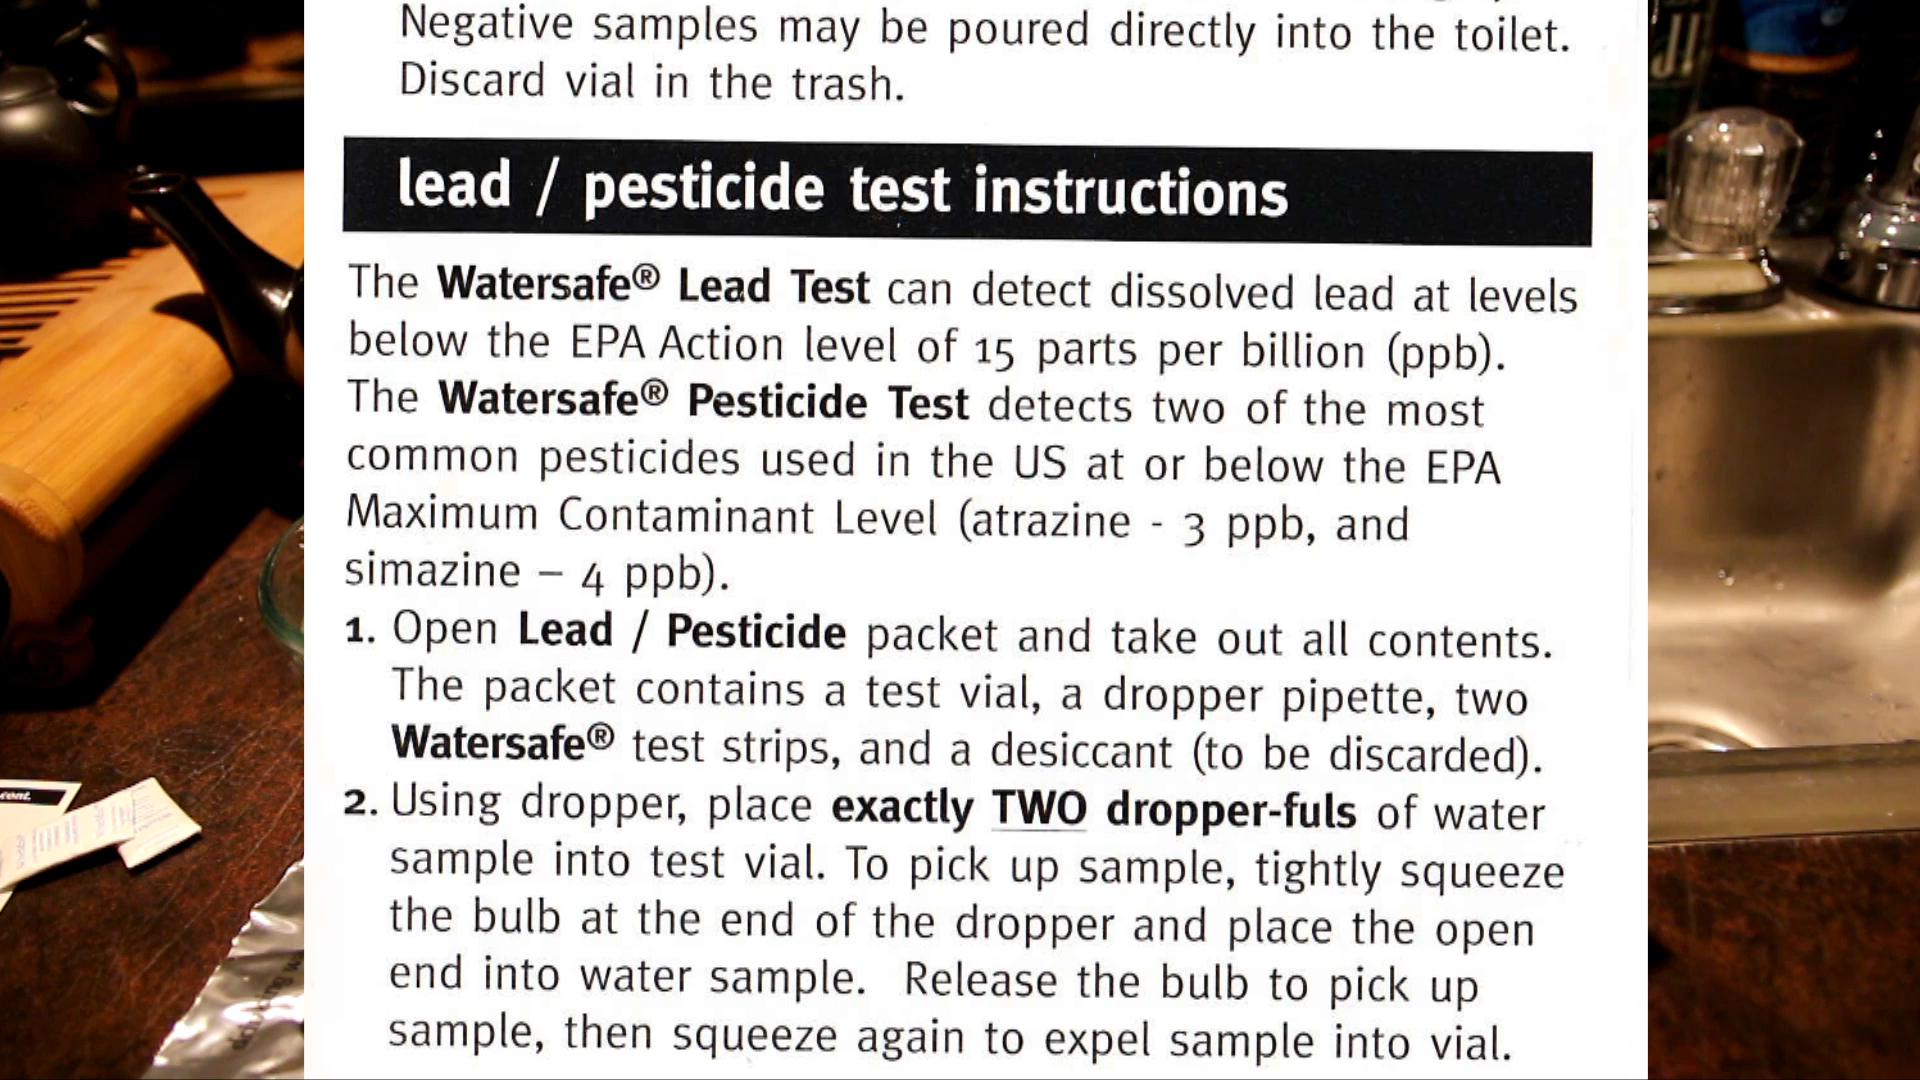 Negative samples may be poured directly into the toilet.
Discard vial in the trash.
lead / pesticide test instructions
The Watersafe® Lead Test can detect dissolved lead at levels
below the EPA Action level of 15 parts per billion (ppb).
The Watersafe® Pesticide Test detects two of the most
common pesticides used in the US at or below the EPA
Maximum Contaminant Level (atrazine - 3 ppb, and
simazine – 4 ppb).
1. Open Lead / Pesticide packet and take out all contents.
The packet contains a test vial, a dropper pipette, two
Watersafe® test strips, and a desiccant (to be discarded).
2. Using dropper, place exactly TWO dropper-fuls of water
sample into test vial. To pick up sample, tightly squeeze
the bulb at the end of the dropper and place the open
end into water sample. Release the bulb to pick up
sample, then squeeze again to expel sample into vial.
cont.